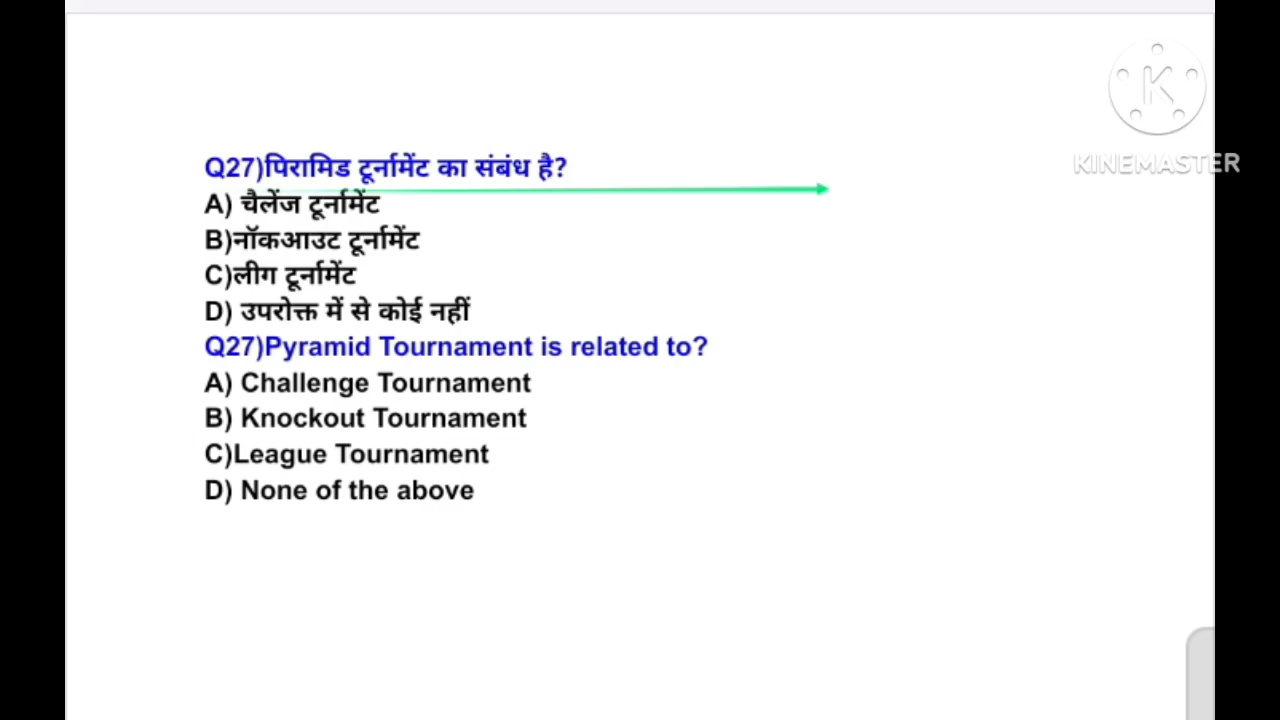 Q27)पिरामिड टूर्नामेंट का संबंध है?
A) चैलेंज टूर्नामेंट
B)नॉकआउट टूर्नामेंट
C)लीग टूर्नामेंट
D) उपरोक्त में से कोई नहीं
Q27)Pyramid Tournament is related to?
A) Challenge Tournament
B) Knockout Tournament
C)League Tournament
D) None of the above
K
KINEMASTER